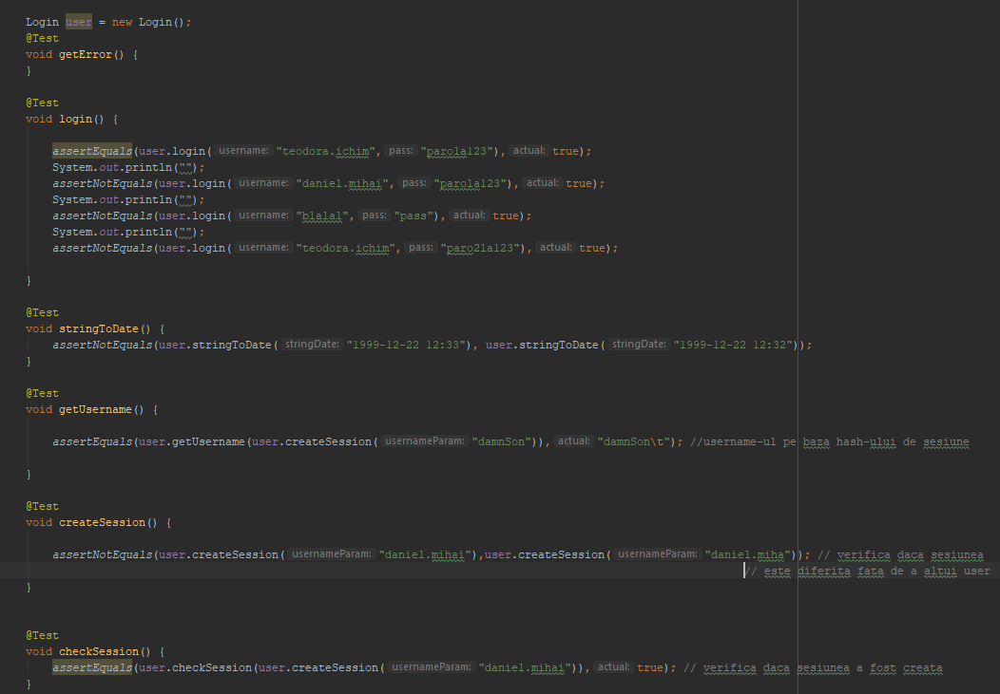 Login user = new Login();
@Test
void getError() {
}
@Test
void login() {
assertEquals(user.login( username: "teodora.ichim", pass: "parola123"), actual: true);
System.out.println("");
assertNotEquals(user.login( username: "daniel.mihai", pass: "parola123"), actual: true);
System.out.println("");
assertNotEquals(user.login( username: "blalal", pass: "pass"), actual: true);
System.out.println("");
assertNotEquals(user.login( username: "teodora.ichim", pass: "paro21a123"), actual: true);
}
@Test
void stringToDate() {
assertNotEquals(user.stringToDate( stringDate: "1999-12-22 12:33"), user.stringToDate( stringDate: "1999-12-22 12:32"));
}
@Test
void getUsername() {
assertEquals(user.getUsername(user.createSession( usernameParam: "damnSon")), actual: "damnSon\t"); //username-ul pe baza hash-ului de sesiune
}
@Test
void createSession() {
assertNotEquals(user.createSession( usernameParam: "daniel.mihai"),user.createSession( usernameParam: "daniel.miha")); // verifica daca sesiunea
// este diferita fata de a altui user
}
@Test
void checkSession() {
assertEquals(user.checkSession(user.createSession( usernameParam: "daniel.mihai")), actual: true); // verifica daca sesiunea a fost creata
}